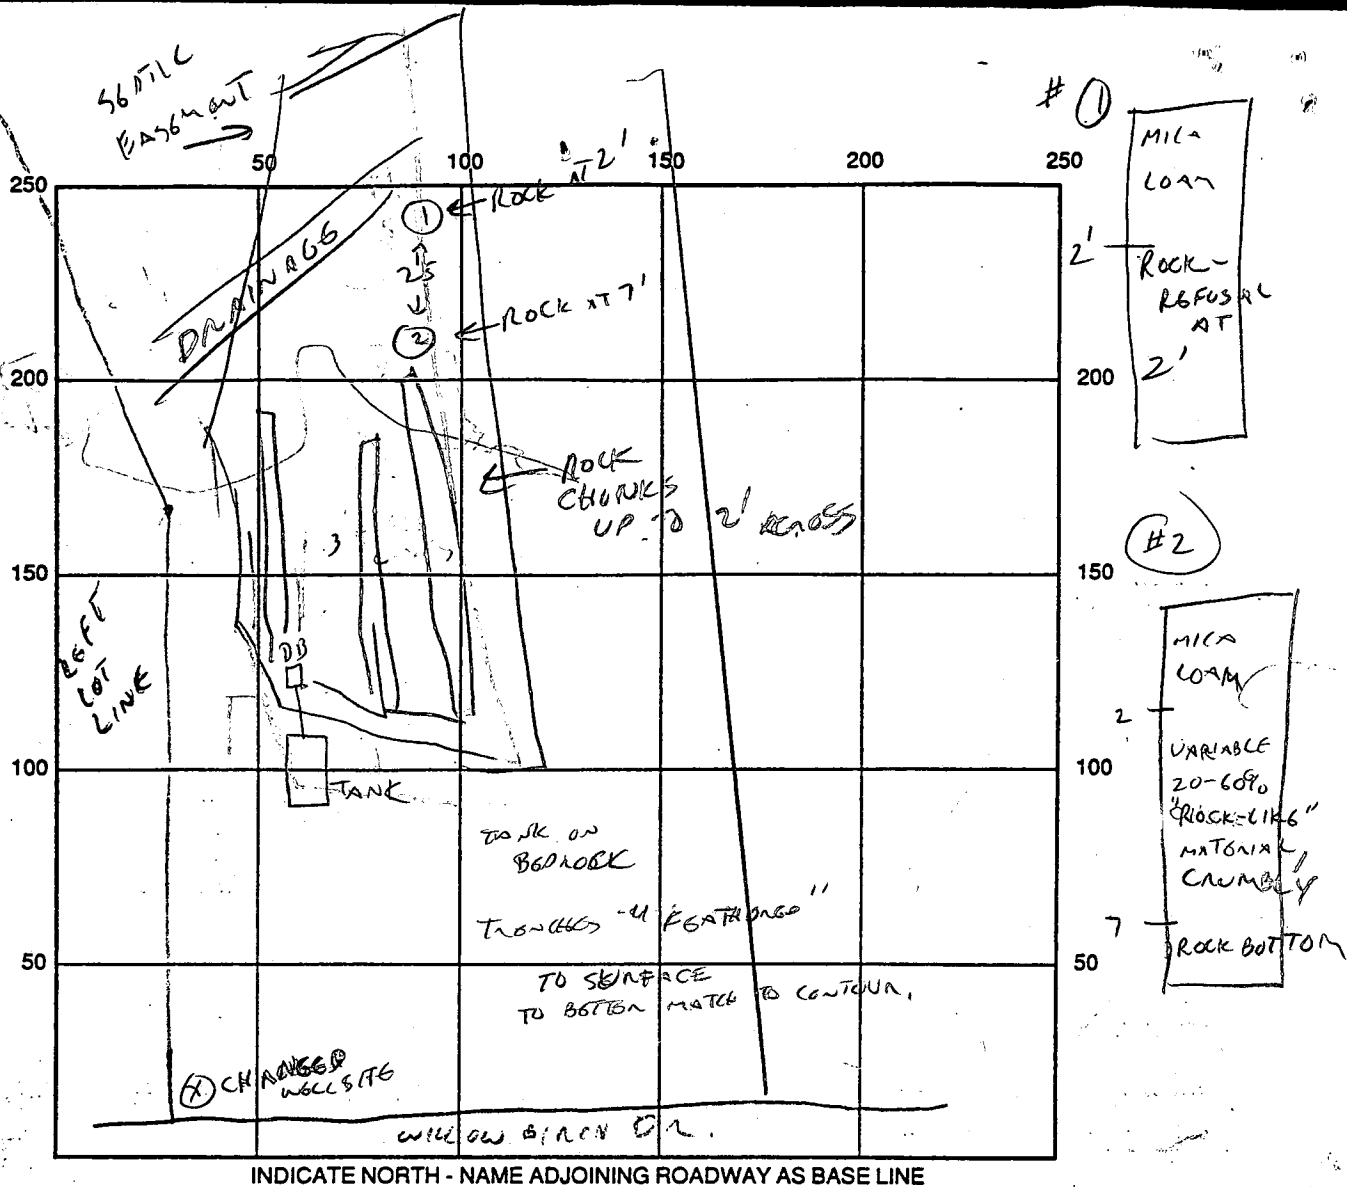 SEPTIC
EASEMENT
50
100
150
200
250
250
200
150
100
50
200
150
100
50
DRAINAGE
1
25
2
ROCK AT 2'
ROCK AT 7'
ROCK
CHUNKS
UP TO 2' ACROSS
3
LEFT
LOT
LINE
DB
TANK
TANK ON
BEDROCK
TRENCHES "FEATHERED"
TO SURFACE
TO BETTER MATCH TO CONTOUR.
X CHANGED
WELLSITE
WILLOW BIRCH DR.
INDICATE NORTH - NAME ADJOINING ROADWAY AS BASE LINE
# 1
MICA
LOAM
2'
ROCK-
REFUSAL
AT
2'
#2
MICA
LOAM
2
VARIABLE
20-60%
"ROCK-LIKE"
MATERIAL,
CRUMBLY
7
ROCK BOTTOM